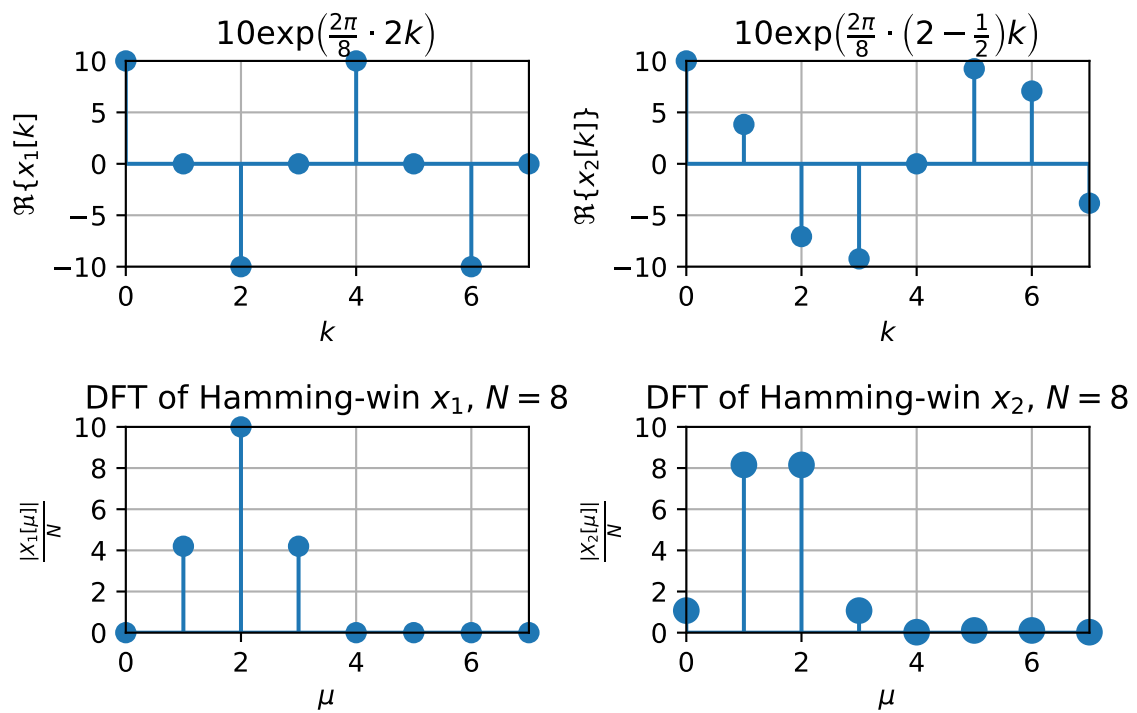 10exp(2π/8 · 2k)
ℜ{x₁[k]
10
5
0
−5
−10
0 2 4 6
k
10exp(2π/8 · (2 − 1/2)k)
ℜ{x₂[k]}
10
5
0
−5
−10
0 2 4 6
k
DFT of Hamming-win x₁, N = 8
|X₁[μ]|/N
10
8
6
4
2
0
0 2 4 6
μ
DFT of Hamming-win x₂, N = 8
|X₂[μ]|/N
10
8
6
4
2
0
0 2 4 6
μ